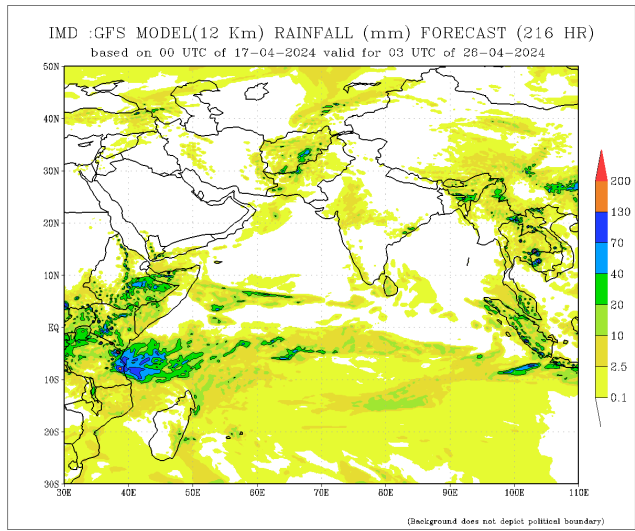 IMD :GFS MODEL(12 Km) RAINFALL (mm) FORECAST (216 HR)
based on 00 UTC of 17-04-2024 valid for 03 UTC of 26-04-2024
50N
40N
30N
20N
10N
EQ
10S
20S
30S
30E 40E 50E 60E 70E 80E 90E 100E 110E
200
130
70
40
20
10
2.5
0.1
(Background does not depict political boundary)